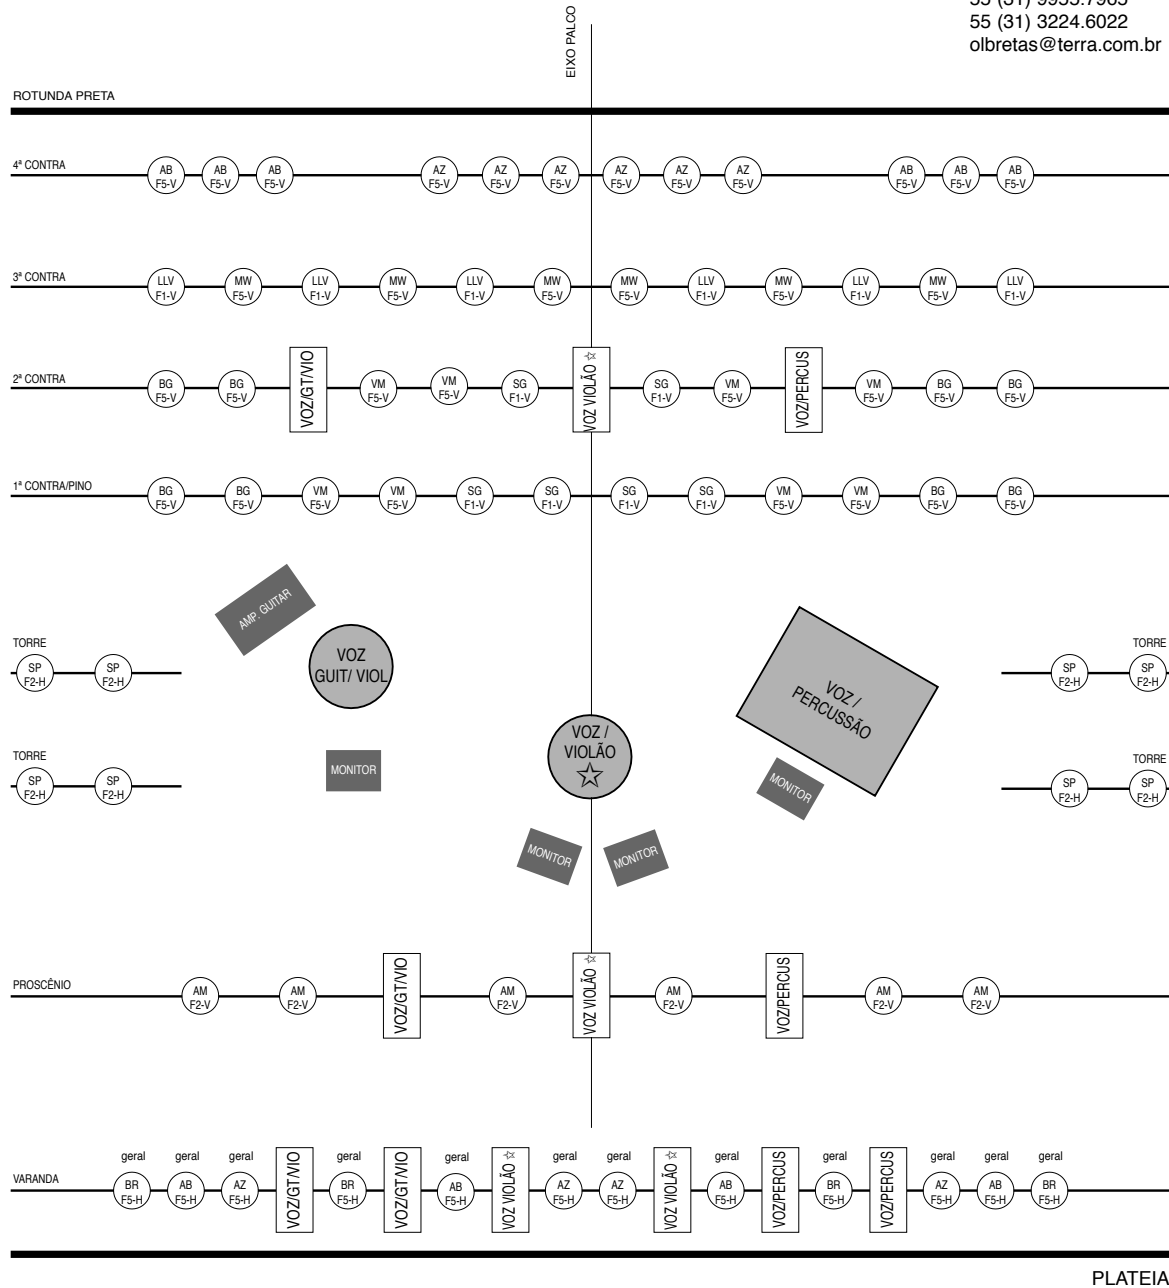 55 (31) 3224.6022
olbretas@terra.com.br
EIXO PALCO
ROTUNDA PRETA
4ª CONTRA
AB F5-V AB F5-V AB F5-V AZ F5-V AZ F5-V AZ F5-V AZ F5-V AZ F5-V AZ F5-V AB F5-V AB F5-V AB F5-V
3ª CONTRA
LLV F1-V MW F5-V LLV F1-V MW F5-V LLV F1-V MW F5-V MW F5-V LLV F1-V MW F5-V LLV F1-V MW F5-V LLV F1-V
2ª CONTRA
BG F5-V BG F5-V VOZ/GT/VIO VM F5-V VM F5-V SG F1-V VOZ VIOLÃO ☆ SG F1-V VM F5-V VOZ/PERCUS VM F5-V BG F5-V BG F5-V
1ª CONTRA/PINO
BG F5-V BG F5-V VM F5-V VM F5-V SG F1-V SG F1-V SG F1-V SG F1-V VM F5-V VM F5-V BG F5-V BG F5-V
AMP. GUITAR
TORRE
SP F2-H SP F2-H
VOZ
GUIT/ VIOL
VOZ /
PERCUSSÃO
TORRE
SP F2-H SP F2-H
TORRE
SP F2-H SP F2-H
MONITOR
VOZ /
VIOLÃO
☆
MONITOR
TORRE
SP F2-H SP F2-H
MONITOR
MONITOR
PROSCÊNIO
AM F2-V AM F2-V VOZ/GT/VIO AM F2-V VOZ VIOLÃO ☆ AM F2-V VOZ/PERCUS AM F2-V AM F2-V
geral geral geral geral geral geral geral geral geral geral geral geral
VARANDA
BR F5-H AB F5-H AZ F5-H VOZ/GT/VIO BR F5-H VOZ/GT/VIO AB F5-H VOZ VIOLÃO ☆ AZ F5-H AZ F5-H VOZ VIOLÃO ☆ AB F5-H VOZ/PERCUS BR F5-H VOZ/PERCUS AZ F5-H AB F5-H BR F5-H
PLATEIA